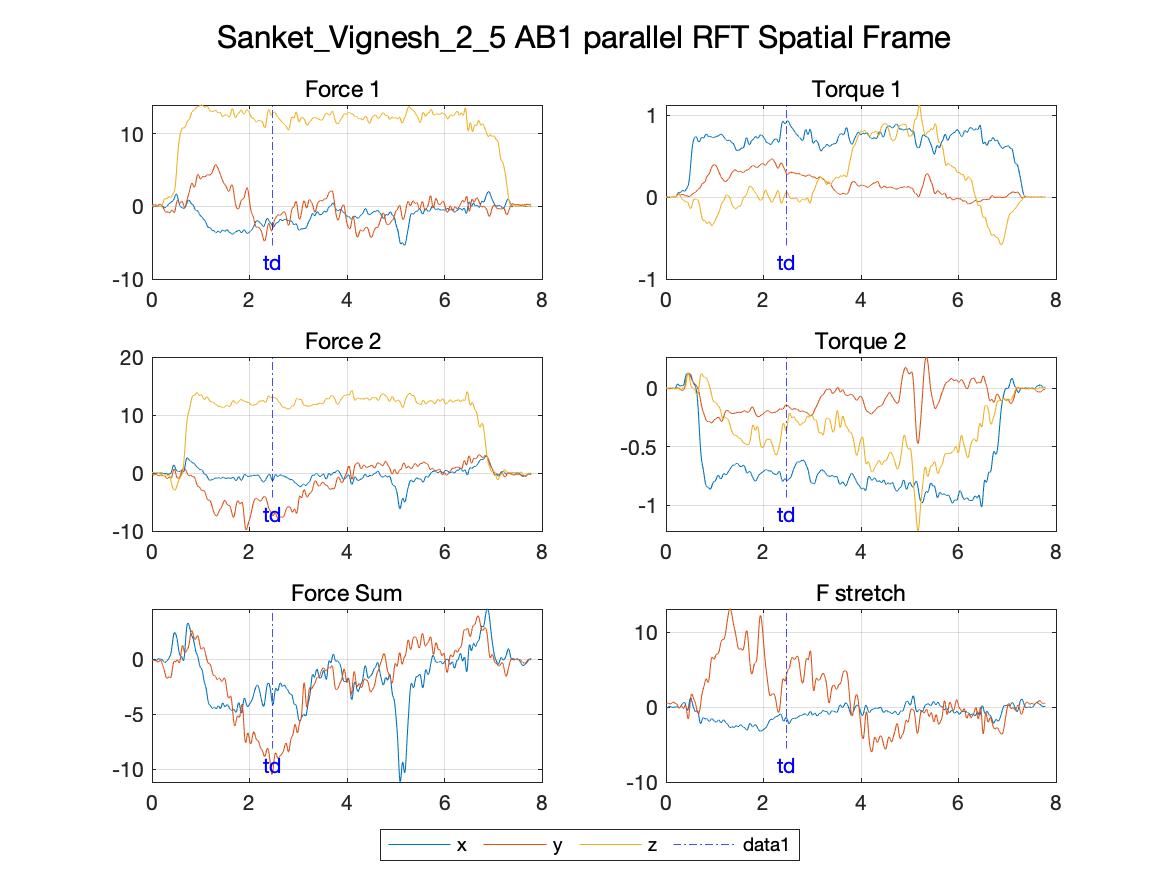 Sanket_Vignesh_2_5 AB1 parallel RFT Spatial Frame
Force 1
10
0
-10
0 2 4 6 8
td
Torque 1
1
0
-1
0 2 4 6 8
td
Force 2
20
10
0
-10
0 2 4 6 8
td
Torque 2
0
-0.5
-1
0 2 4 6 8
td
Force Sum
0
-5
-10
0 2 4 6 8
td
F stretch
10
0
-10
0 2 4 6 8
td
x y z data1